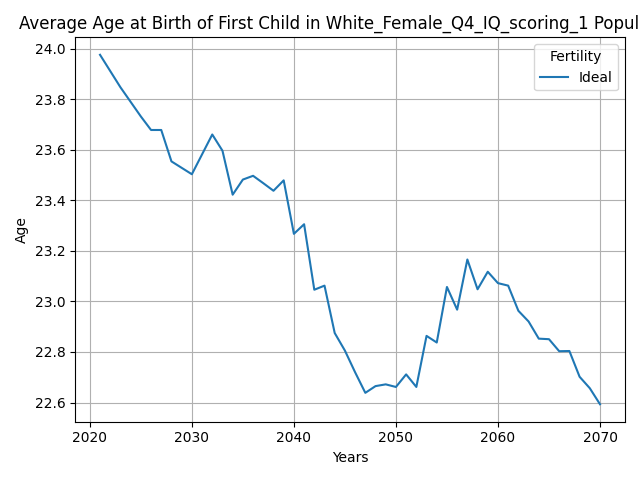 Average Age at Birth of First Child in White_Female_Q4_IQ_scoring_1 Popul
Fertility
Ideal
24.0
23.8
23.6
23.4
23.2
23.0
22.8
22.6
Age
2020 2030 2040 2050 2060 2070
Years